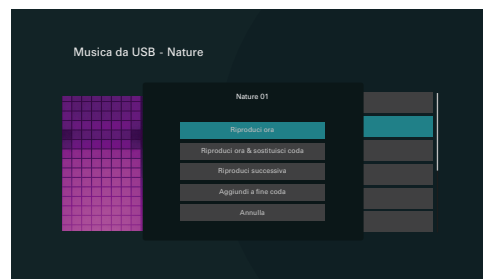 Musica da USB - Nature
Nature 01
Riproduci ora
Riproduci ora & sostituisci coda
Riproduci successiva
Aggiundi a fine coda
Annulla